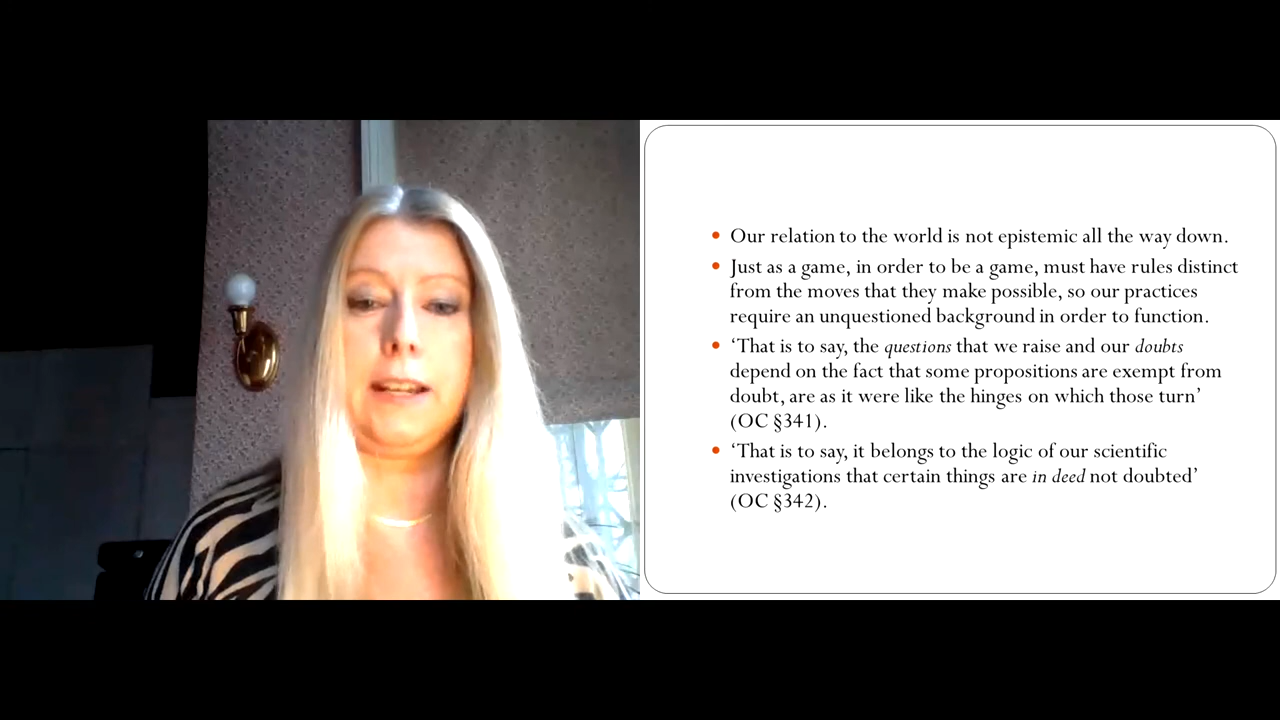 Our relation to the world is not epistemic all the way down.
Just as a game, in order to be a game, must have rules distinct
from the moves that they make possible, so our practices
require an unquestioned background in order to function.
‘That is to say, the questions that we raise and our doubts
depend on the fact that some propositions are exempt from
doubt, are as it were like the hinges on which those turn’
(OC §341).
‘That is to say, it belongs to the logic of our scientific
investigations that certain things are in deed not doubted’
(OC §342).